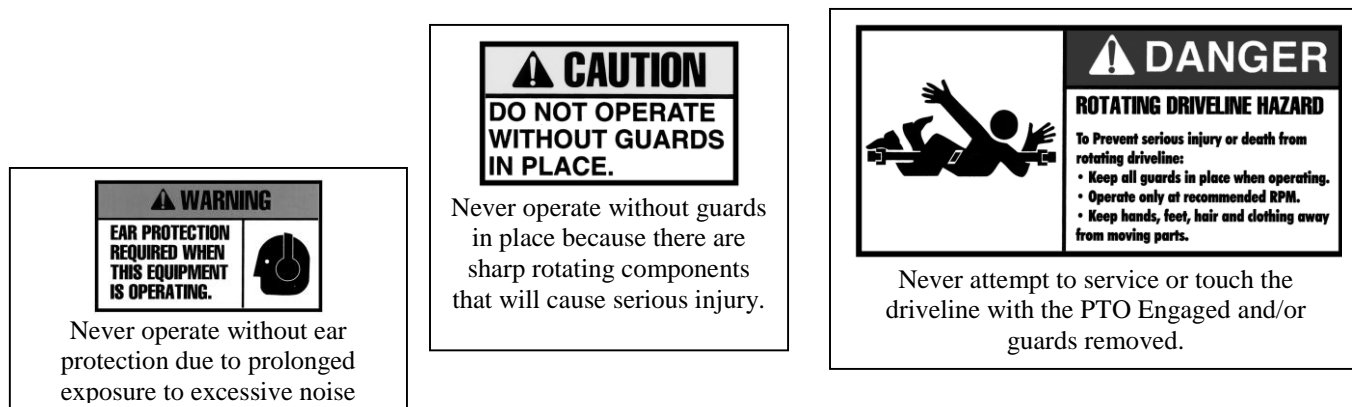 WARNING
EAR PROTECTION
REQUIRED WHEN
THIS EQUIPMENT
IS OPERATING.
Never operate without ear
protection due to prolonged
exposure to excessive noise
CAUTION
DO NOT OPERATE
WITHOUT GUARDS
IN PLACE.
Never operate without guards
in place because there are
sharp rotating components
that will cause serious injury.
DANGER
ROTATING DRIVELINE HAZARD
To Prevent serious injury or death from
rotating driveline:
• Keep all guards in place when operating.
• Operate only at recommended RPM.
• Keep hands, feet, hair and clothing away
from moving parts.
Never attempt to service or touch the
driveline with the PTO Engaged and/or
guards removed.